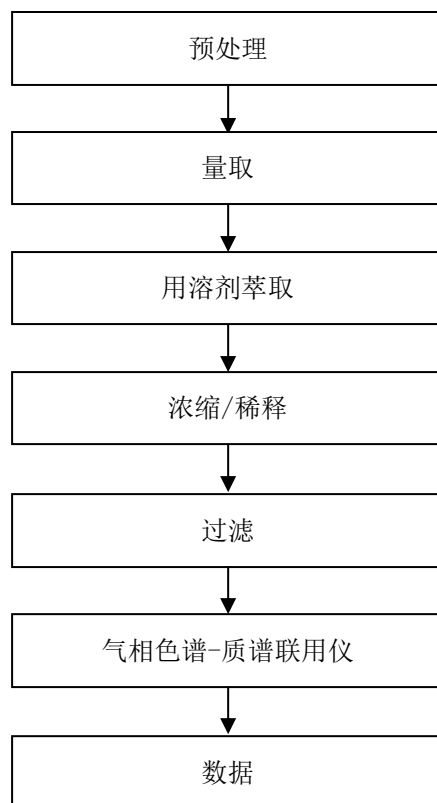 预处理
量取
用溶剂萃取
浓缩/稀释
过滤
气相色谱-质谱联用仪
数据